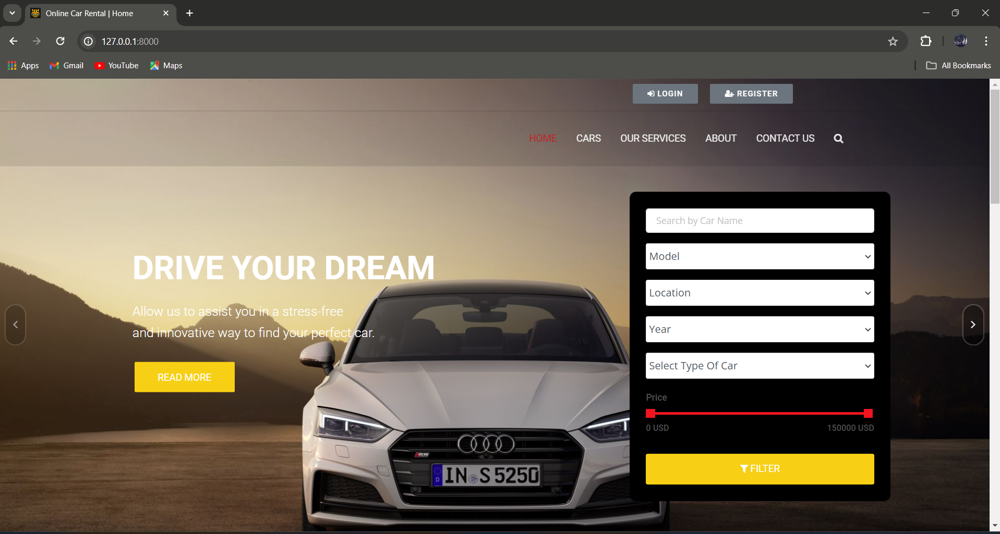 Online Car Rental | Home
127.0.0.1:8000
Apps
Gmail
YouTube
Maps
All Bookmarks
LOGIN
REGISTER
HOME
CARS
OUR SERVICES
ABOUT
CONTACT US
DRIVE YOUR DREAM
Allow us to assist you in a stress-free
and innovative way to find your perfect car.
READ MORE
Search by Car Name
Model
Location
Year
Select Type Of Car
Price
0 USD
150000 USD
FILTER
S5
D
IN S 5250